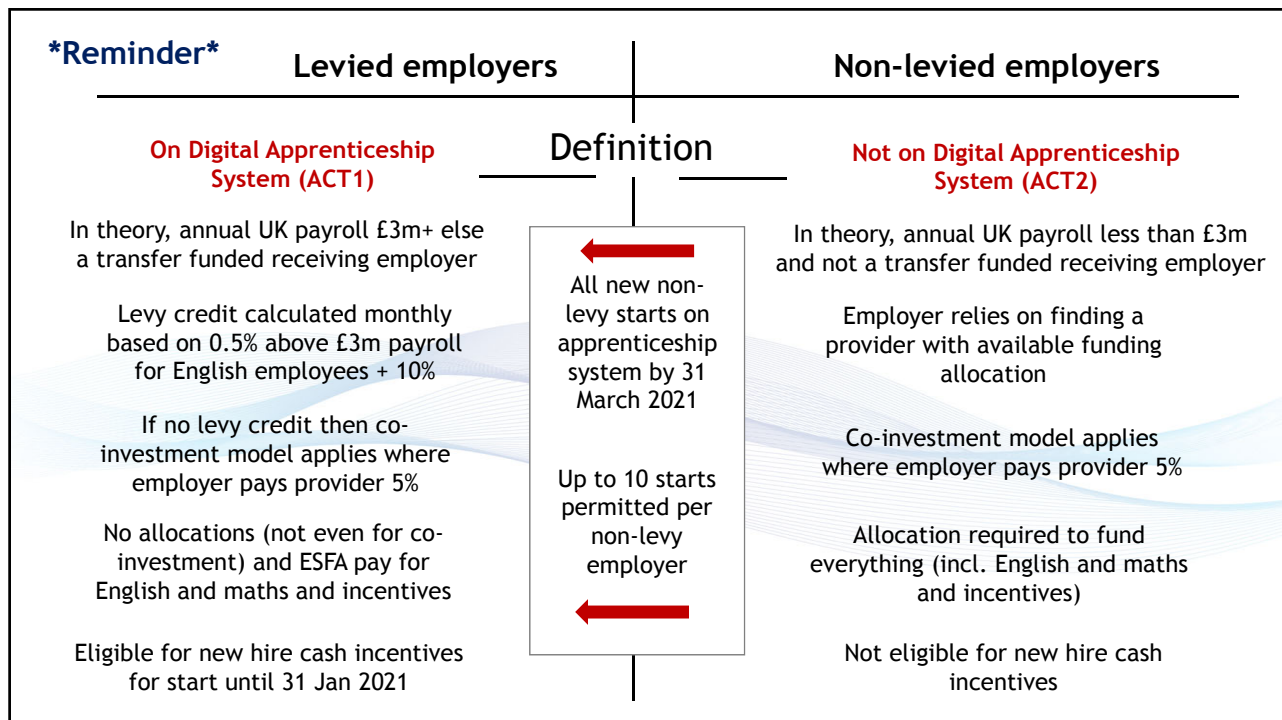 *Reminder*
Levied employers
Non-levied employers
Definition
On Digital Apprenticeship
System (ACT1)
In theory, annual UK payroll £3m+ else
a transfer funded receiving employer
Levy credit calculated monthly
based on 0.5% above £3m payroll
for English employees + 10%
If no levy credit then co-
investment model applies where
employer pays provider 5%
No allocations (not even for co-
investment) and ESFA pay for
English and maths and incentives
Eligible for new hire cash incentives
for start until 31 Jan 2021
All new non-
levy starts on
apprenticeship
system by 31
March 2021
Up to 10 starts
permitted per
non-levy
employer
Not on Digital Apprenticeship
System (ACT2)
In theory, annual UK payroll less than £3m
and not a transfer funded receiving employer
Employer relies on finding a
provider with available funding
allocation
Co-investment model applies
where employer pays provider 5%
Allocation required to fund
everything (incl. English and maths
and incentives)
Not eligible for new hire cash
incentives